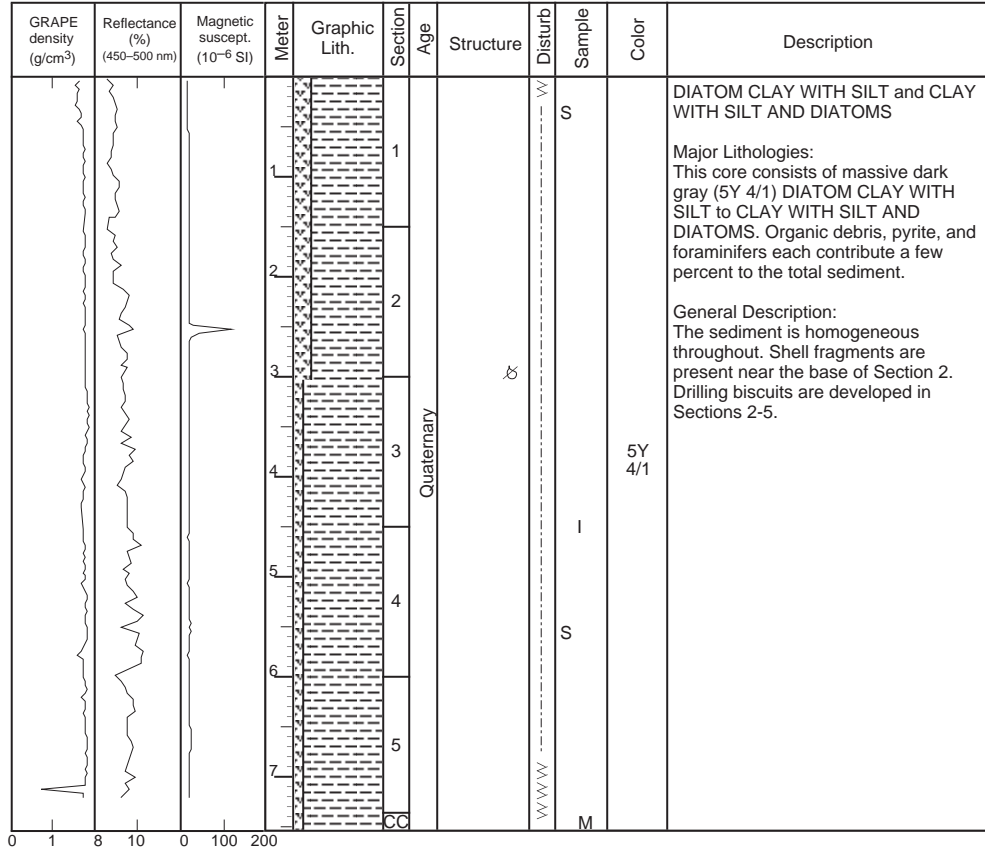 GRAPE
density
(g/cm3)
Reflectance
(%)
(450–500 nm)
Magnetic
suscept.
(10–6 SI)
Meter
Graphic
Lith.
Section
Age
Structure
Disturb
Sample
Color
Description
1
2
3
4
5
6
7
1
2
3
4
5
CC
Quaternary
S
I
S
M
5Y
4/1
DIATOM CLAY WITH SILT and CLAY
WITH SILT AND DIATOMS
Major Lithologies:
This core consists of massive dark
gray (5Y 4/1) DIATOM CLAY WITH
SILT to CLAY WITH SILT AND
DIATOMS. Organic debris, pyrite, and
foraminifers each contribute a few
percent to the total sediment.
General Description:
The sediment is homogeneous
throughout. Shell fragments are
present near the base of Section 2.
Drilling biscuits are developed in
Sections 2-5.
0 1 8 10 0 100 200